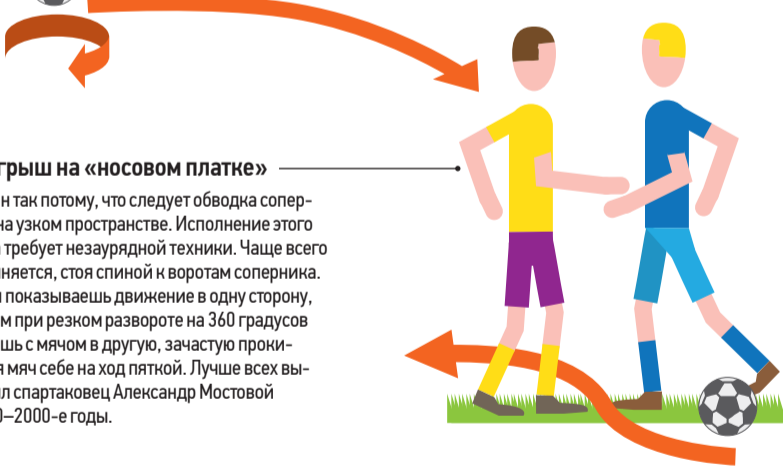 грыш на «носовом платке»
н так потому, что следует обводка сопер-
на узком пространстве. Исполнение этого
а требует незаурядной техники. Чаще всего
няется, стоя спиной к воротам соперника.
и показываешь движение в одну сторону,
м при резком развороте на 360 градусов
шь с мячом в другую, зачастую проки-
я мяч себе на ход пяткой. Лучше всех вы-
л спартаковец Александр Мостовой
0–2000-е годы.